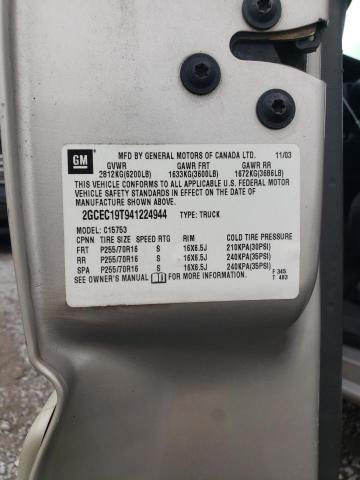 GM
MFD BY GENERAL MOTORS OF CANADA LTD. 11/03
GVWR GAWR FRT GAWR RR
2812KG(6200LB) 1633KG(3600LB) 1672KG(3686LB)
THIS VEHICLE CONFORMS TO ALL APPLICABLE U.S. FEDERAL MOTOR
VEHICLE SAFETY STANDARDS IN EFFECT ON THE DATE OF
MANUFACTURE SHOWN ABOVE.
2GCEC19T941224944 TYPE: TRUCK
MODEL: C15753
CPNN TIRE SIZE SPEED RTG RIM COLD TIRE PRESSURE
FRT P255/70R16 S 16X6.5J 210KPA(30PSI)
RR P255/70R16 S 16X6.5J 240KPA(35PSI)
SPA P255/70R16 S 16X6.5J 240KPA(35PSI)
SEE OWNER'S MANUAL
F 345
T 483